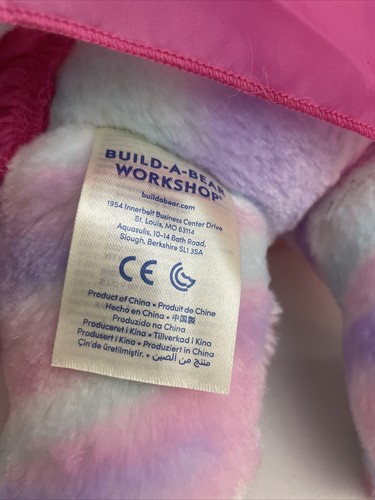 BUILD-A-BEAR
WORKSHOP
buildabear.com
1954 Innerbelt Business Center Drive
St. Louis, MO 63114
Aquasulis, 10-14 Bath Road,
Slough, Berkshire SL1 3SA
CE
Product of China • Produit de Chine
Hecho en China • 中国製
Produzido na China
Produceret i Kina • Tillverkad i Kina
Produsert i Kina • Produziert in China
Çin'de üretilmiştir. • منتج من الصين